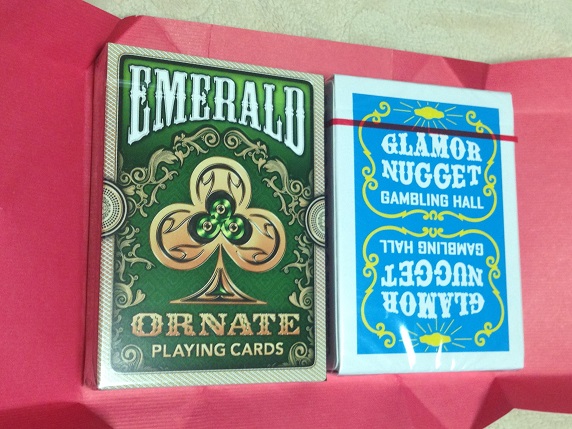 EMERALD
ORNATE
PLAYING CARDS
GLAMOR
NUGGET
GAMBLING HALL
GAMBLING HALL
NUGGET
GLAMOR